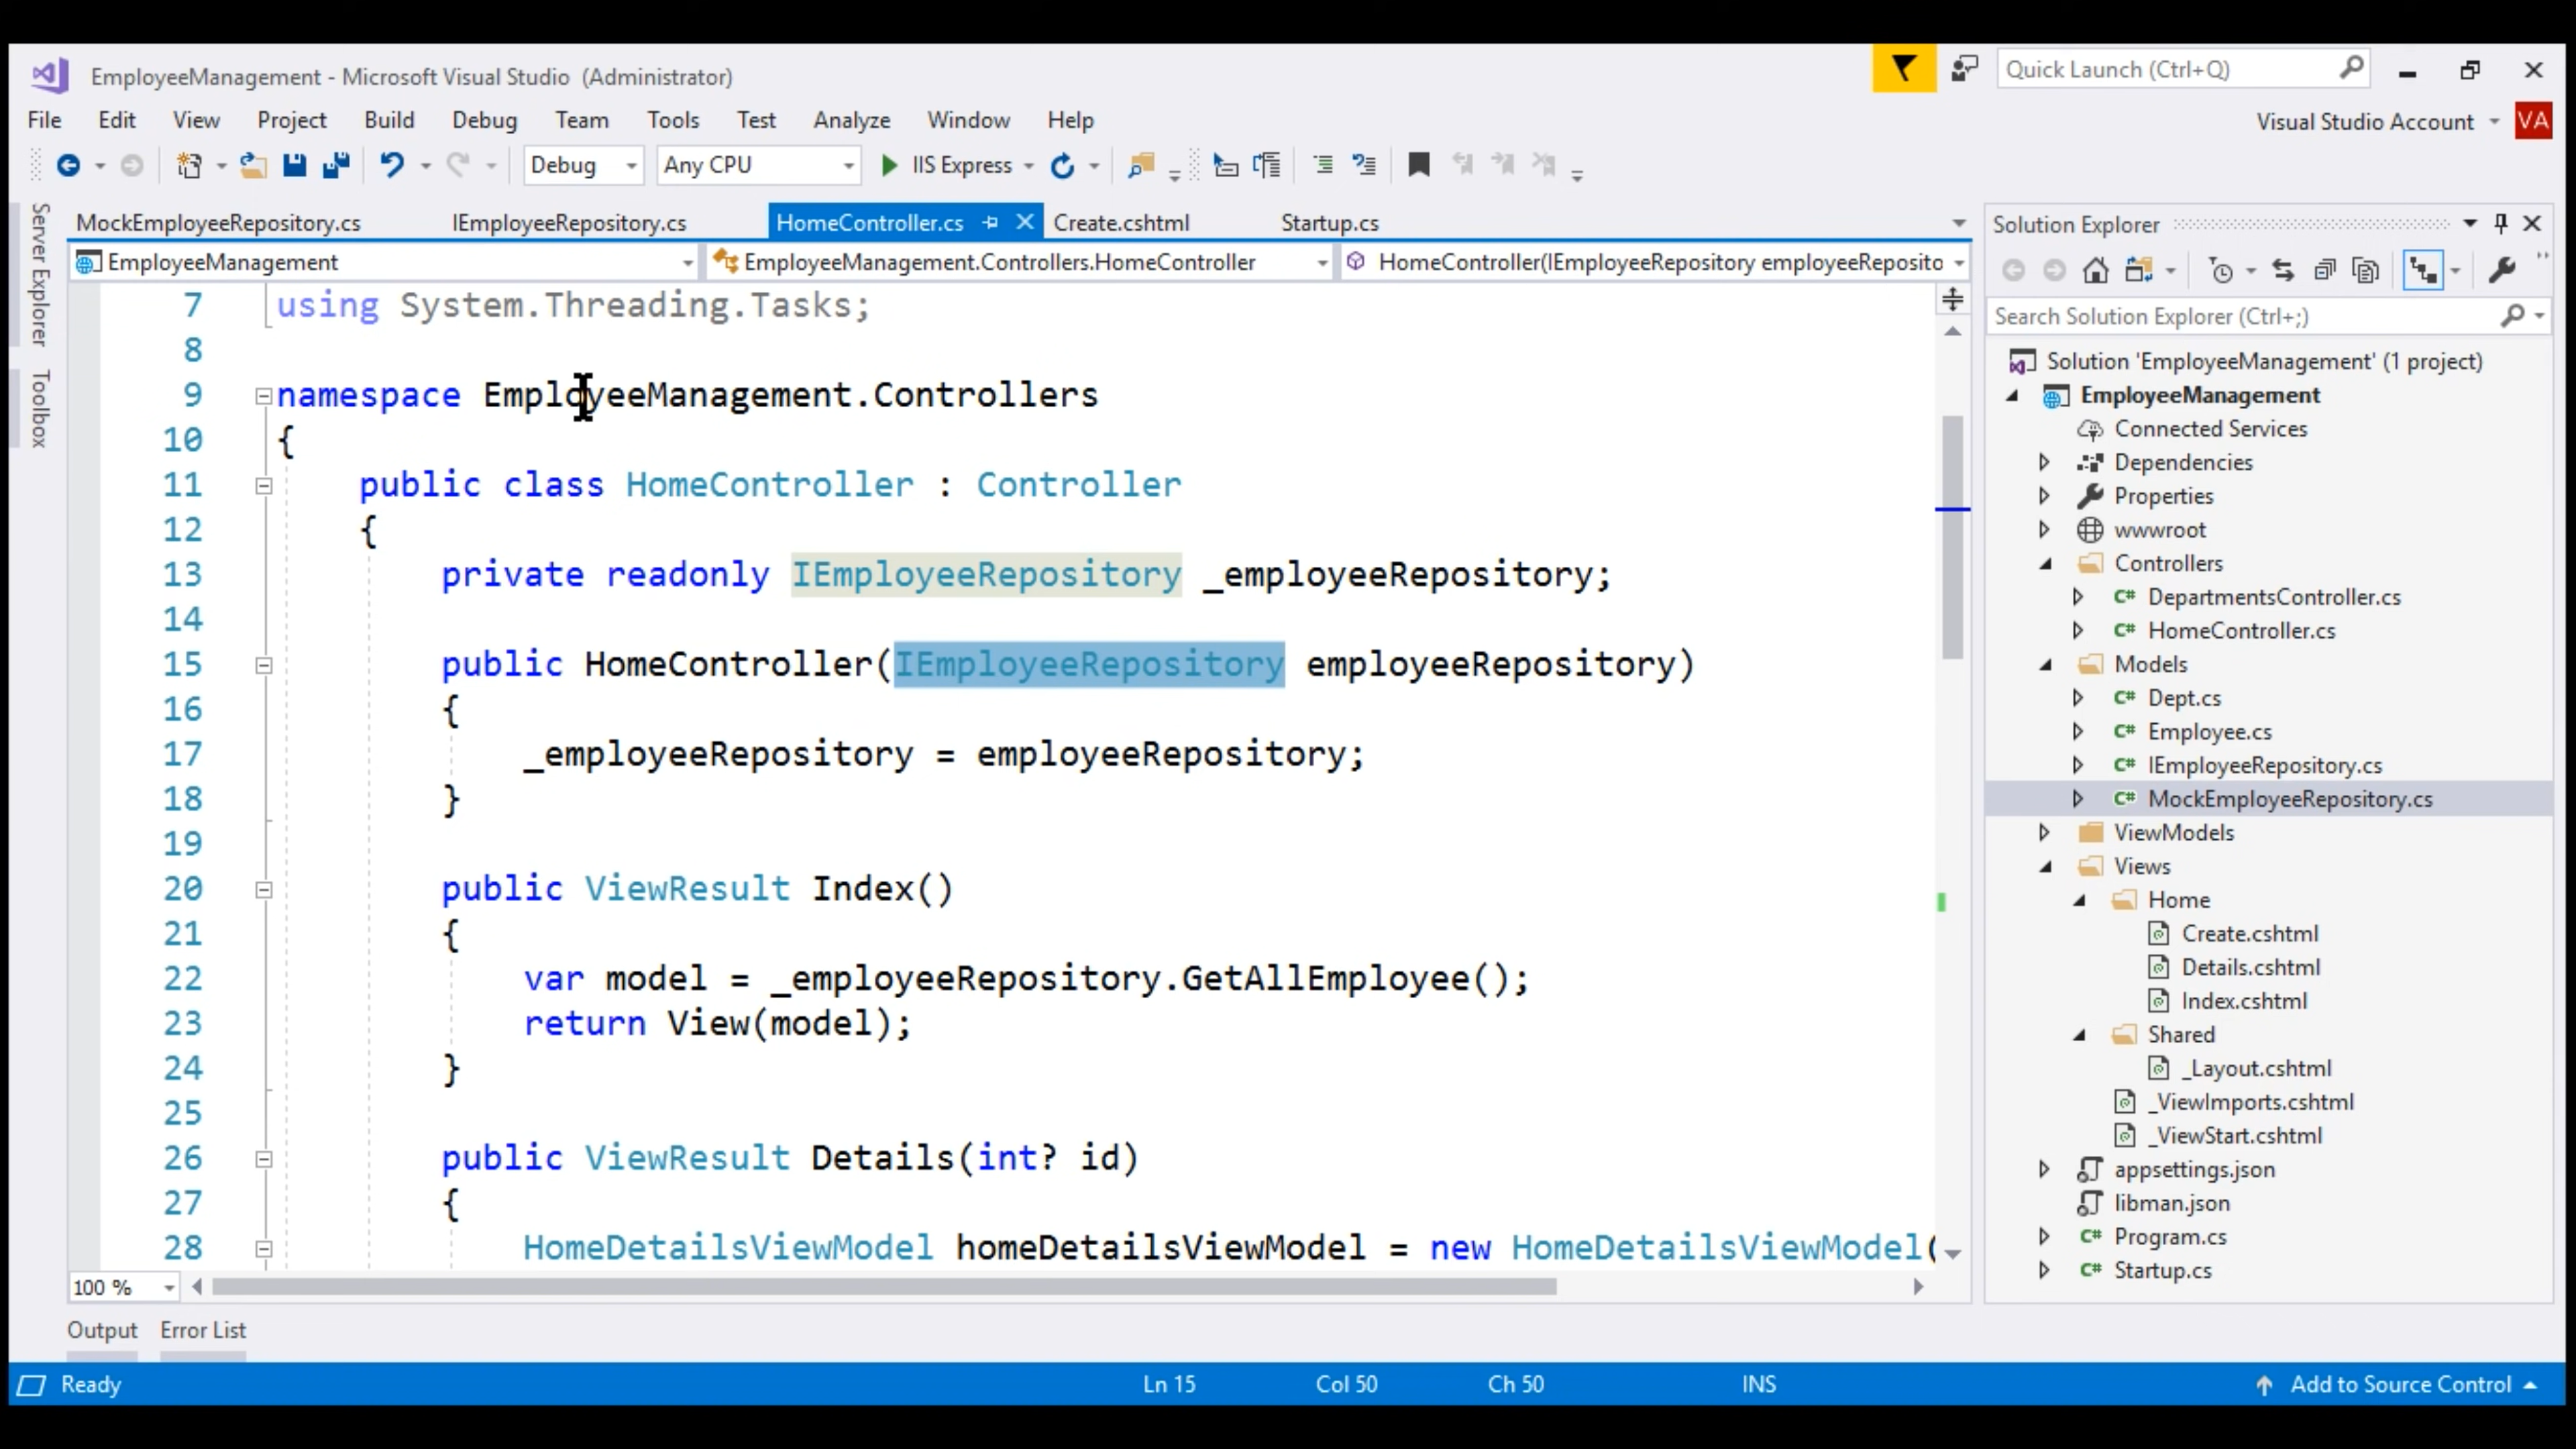 EmployeeManagement - Microsoft Visual Studio (Administrator)
Quick Launch (Ctrl+Q)
File Edit View Project Build Debug Team Tools Test Analyze Window Help
Visual Studio Account VA
Debug Any CPU IIS Express
Server Explorer
Toolbox
MockEmployeeRepository.cs IEmployeeRepository.cs HomeController.cs Create.cshtml Startup.cs
EmployeeManagement EmployeeManagement.Controllers.HomeController HomeController(IEmployeeRepository employeeReposito
7 using System.Threading.Tasks;
8
9 namespace EmployeeManagement.Controllers
10 {
11 public class HomeController : Controller
12 {
13 private readonly IEmployeeRepository _employeeRepository;
14
15 public HomeController(IEmployeeRepository employeeRepository)
16 {
17 _employeeRepository = employeeRepository;
18 }
19
20 public ViewResult Index()
21 {
22 var model = _employeeRepository.GetAllEmployee();
23 return View(model);
24 }
25
26 public ViewResult Details(int? id)
27 {
28 HomeDetailsViewModel homeDetailsViewModel = new HomeDetailsViewModel(
100 %
Solution Explorer
Search Solution Explorer (Ctrl+;)
Solution 'EmployeeManagement' (1 project)
EmployeeManagement
Connected Services
Dependencies
Properties
wwwroot
Controllers
C# DepartmentsController.cs
C# HomeController.cs
Models
C# Dept.cs
C# Employee.cs
C# IEmployeeRepository.cs
C# MockEmployeeRepository.cs
ViewModels
Views
Home
Create.cshtml
Details.cshtml
Index.cshtml
Shared
_Layout.cshtml
_ViewImports.cshtml
_ViewStart.cshtml
appsettings.json
libman.json
C# Program.cs
C# Startup.cs
Output Error List
Ready Ln 15 Col 50 Ch 50 INS Add to Source Control